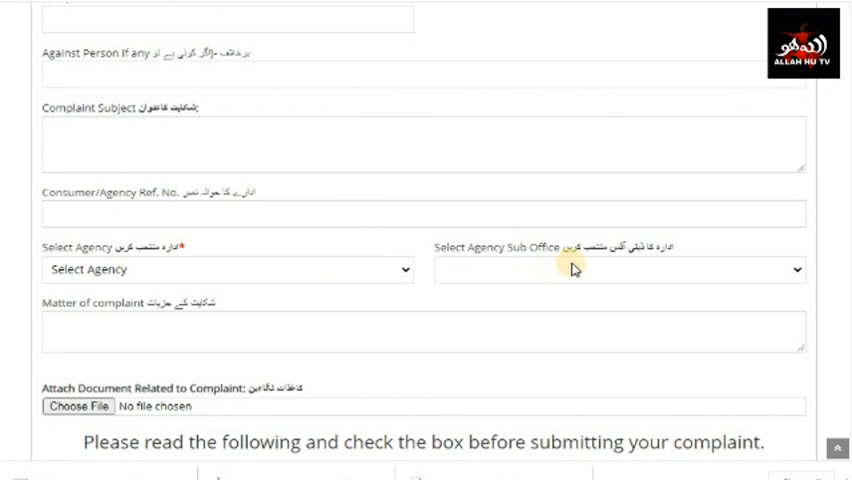 اللہ ھو
ALLAH HU TV
Against Person if any برخلاف -(اگر کوئی ہے تو
Complaint Subject شکایت کا عنوان:
Consumer/Agency Ref. No. ادارے کا حوالہ نمبر
Select Agency ادارہ منتخب کریں*
Select Agency Sub Office ادارہ کا ذیلی آفس منتخب کریں
Select Agency
Matter of complaint شکایت کے جزیات
Attach Document Related to Complaint: کاغذات لگائیں
Choose File No file chosen
Please read the following and check the box before submitting your complaint.